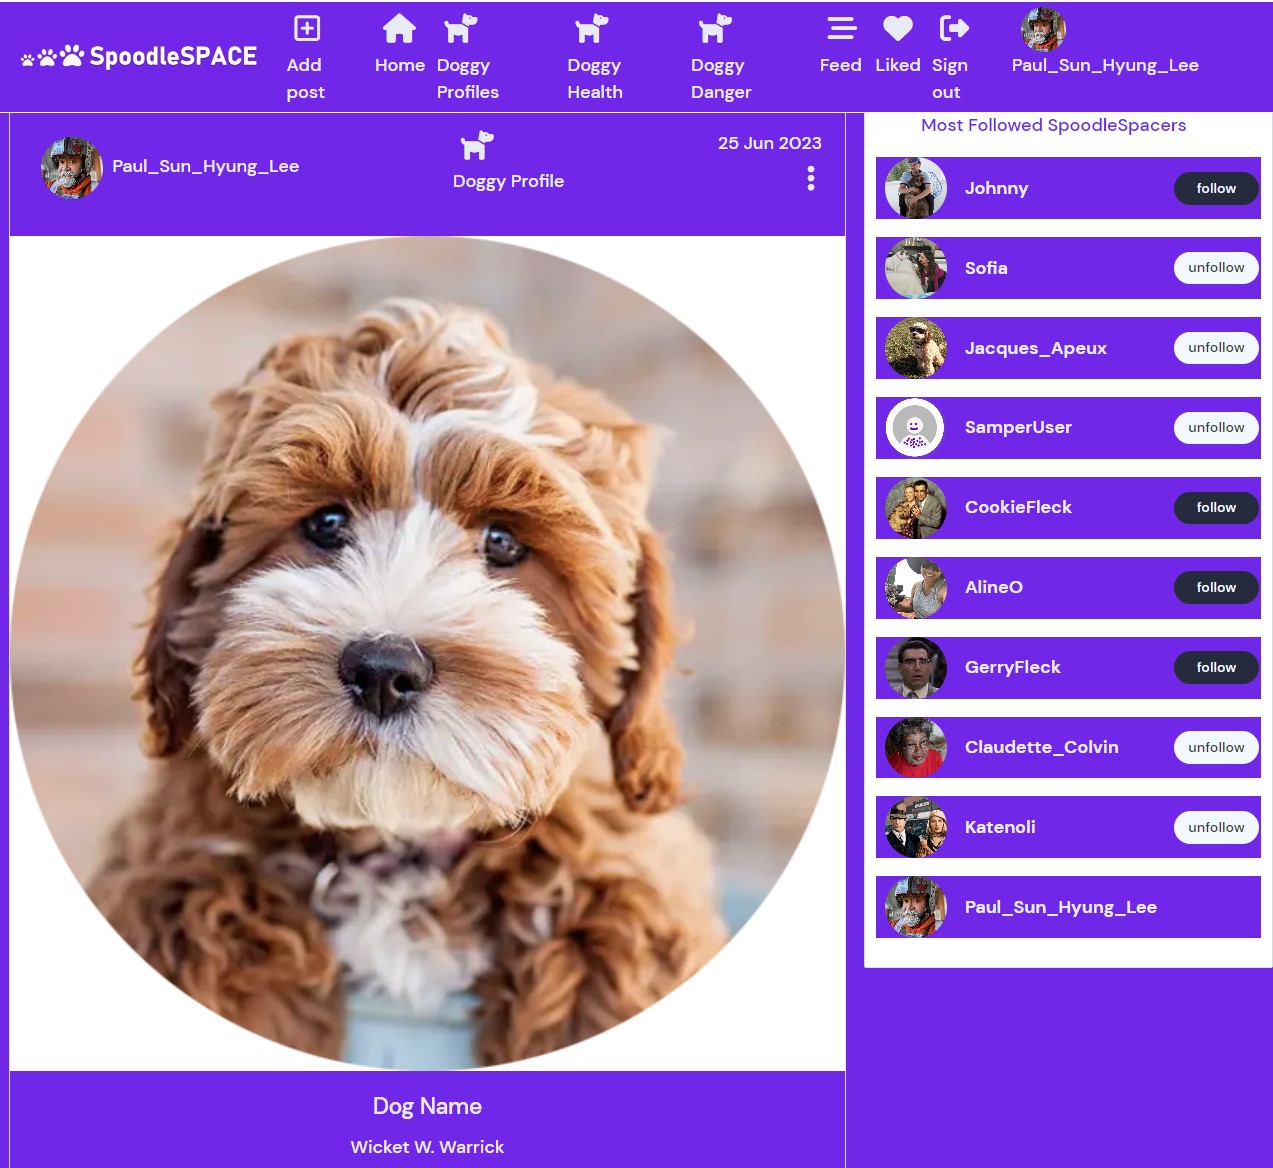 SpoodleSPACE
Add post
Home
Doggy Profiles
Doggy Health
Doggy Danger
Feed
Liked
Sign out
Paul_Sun_Hyung_Lee
Paul_Sun_Hyung_Lee
Doggy Profile
25 Jun 2023
Dog Name
Wicket W. Warrick
Most Followed SpoodleSpacers
Johnny follow
Sofia unfollow
Jacques_Apeux unfollow
SamperUser unfollow
CookieFleck follow
AlineO follow
GerryFleck follow
Claudette_Colvin unfollow
Katenoli unfollow
Paul_Sun_Hyung_Lee